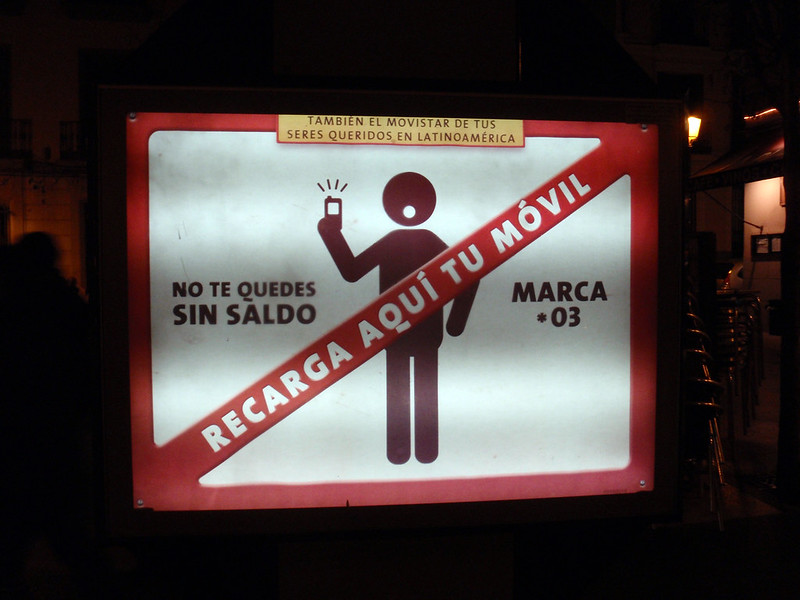 TAMBIÉN EL MOVISTAR DE TUS
SERES QUERIDOS EN LATINOAMÉRICA
NO TE QUEDES
SIN SALDO
RECARGA AQUÍ TU MÓVIL
MARCA
*03